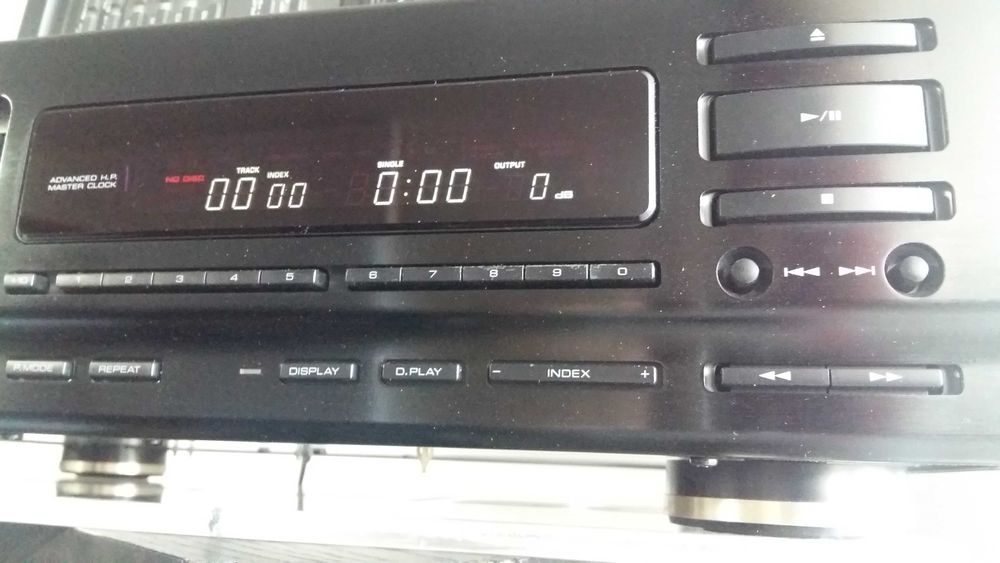 ADVANCED H.P.
MASTER CLOCK
NO DISC
TRACK
INDEX
SINGLE
OUTPUT
00 00 0:00 0 dB
1 2 3 4 5 6 7 8 9 0
P.MODE REPEAT DISPLAY D.PLAY - INDEX +